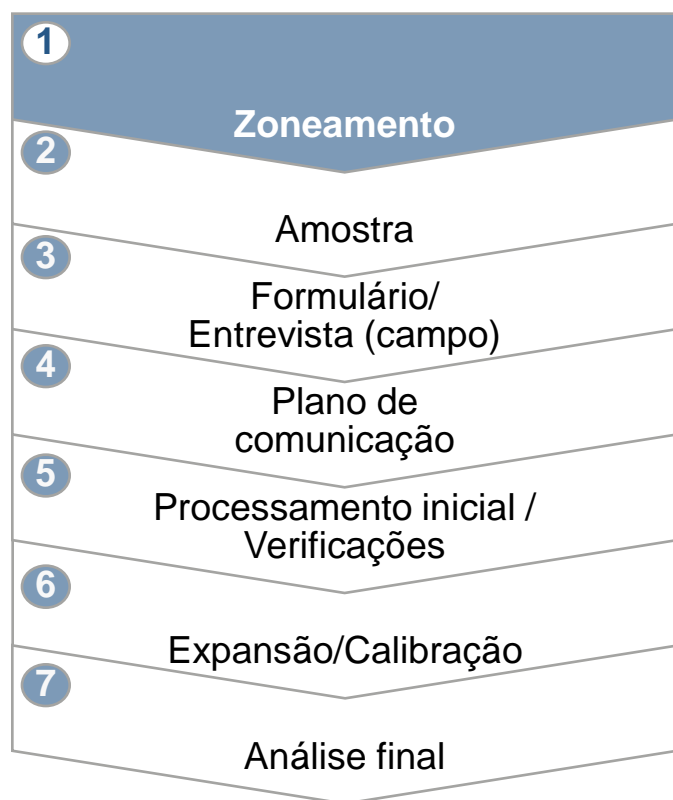 1
Zoneamento
2
Amostra
3
Formulário/
Entrevista (campo)
4
Plano de
comunicação
5
Processamento inicial /
Verificações
6
Expansão/Calibração
7
Análise final